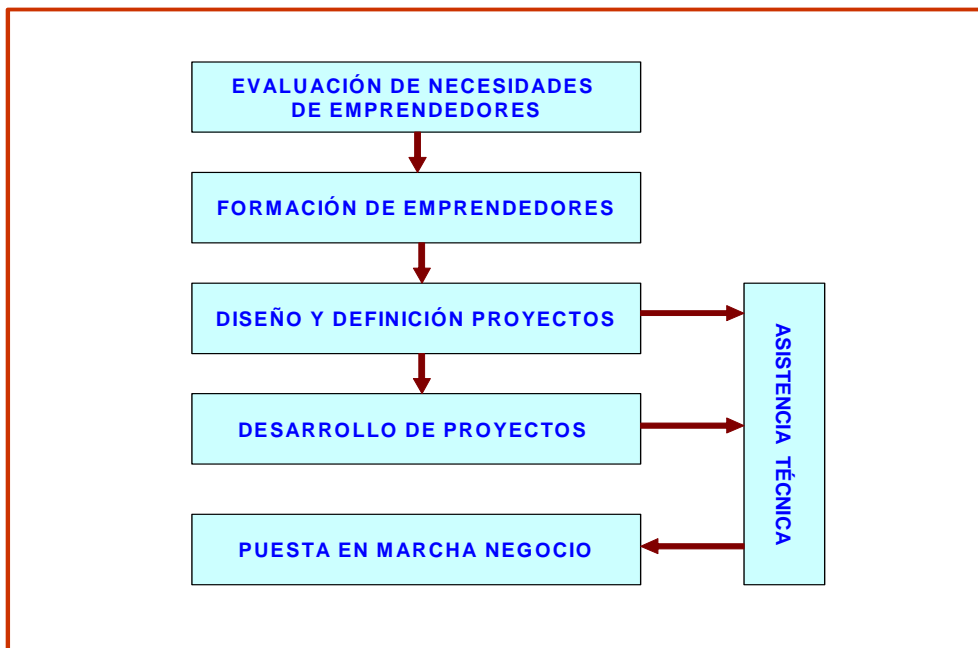 EVALUACIÓN DE NECESIDADES
DE EMPRENDEDORES
FORMACIÓN DE EMPRENDEDORES
DISEÑO Y DEFINICIÓN PROYECTOS
DESARROLLO DE PROYECTOS
PUESTA EN MARCHA NEGOCIO
ASISTENCIA TÉCNICA